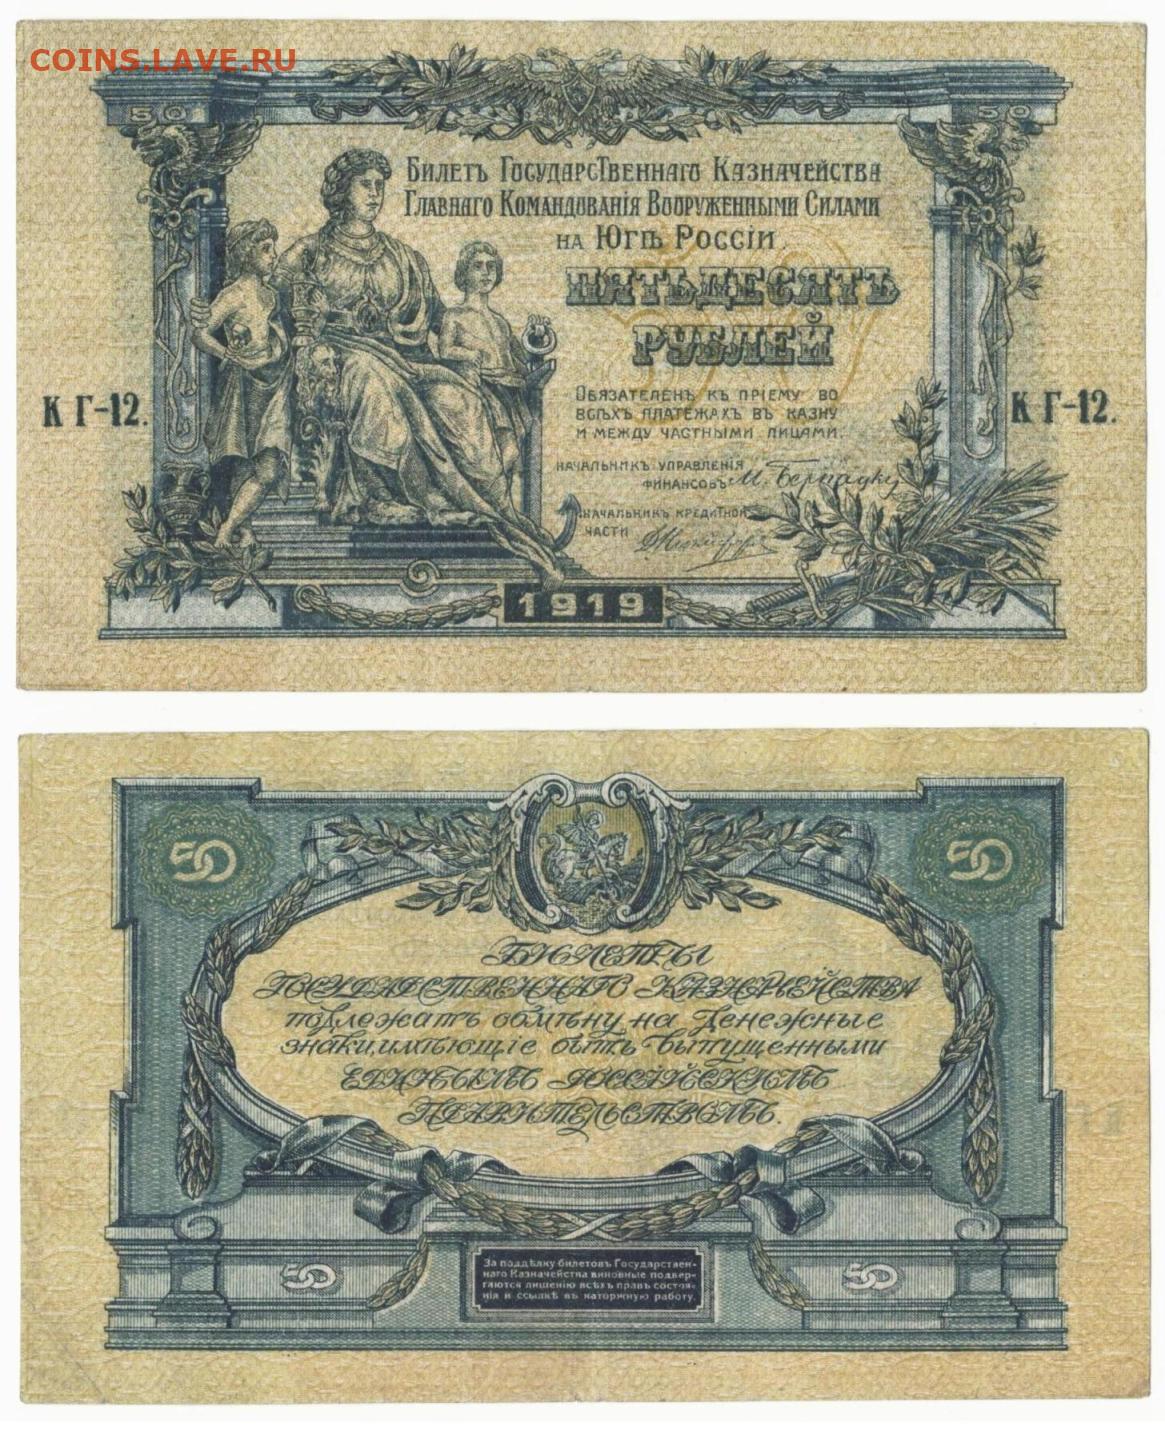 COINS.LAVE.RU
50 50
Билетъ Государственнаго Казначейства
Главнаго Командованія Вооруженными Силами
на Югѣ Россіи.
ПЯТЬДЕСЯТЪ
РУБЛЕЙ
Обязателенъ къ пріему во
всѣхъ платежахъ въ казну
и между частными лицами.
К Г-12. К Г-12.
Начальникъ управленія
финансовъ
Начальникъ кредитной
части
1919
50 50
Билеты
Государственнаго Казначейства
подлежатъ обмѣну на денежные
знаки, имѣющіе быть выпущенными
Единымъ Россійскимъ
Правительствомъ.
За поддѣлку билетовъ Государствен-
наго Казначейства виновные подвер-
гаются лишенію всѣхъ правъ состоя-
нія и ссылкѣ въ каторжную работу.
50 50